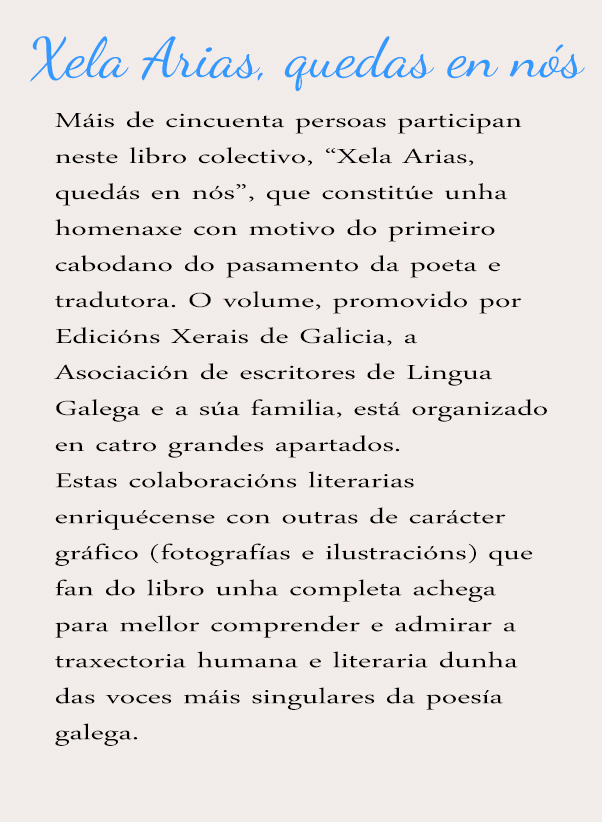 Xela Arias, quedas en nós
Máis de cincuenta persoas participan
neste libro colectivo, “Xela Arias,
quedás en nós”, que constitúe unha
homenaxe con motivo do primeiro
cabodano do pasamento da poeta e
tradutora. O volume, promovido por
Edicións Xerais de Galicia, a
Asociación de escritores de Lingua
Galega e a súa familia, está organizado
en catro grandes apartados.
Estas colaboracións literarias
enriquécense con outras de carácter
gráfico (fotografías e ilustracións) que
fan do libro unha completa achega
para mellor comprender e admirar a
traxectoria humana e literaria dunha
das voces máis singulares da poesía
galega.